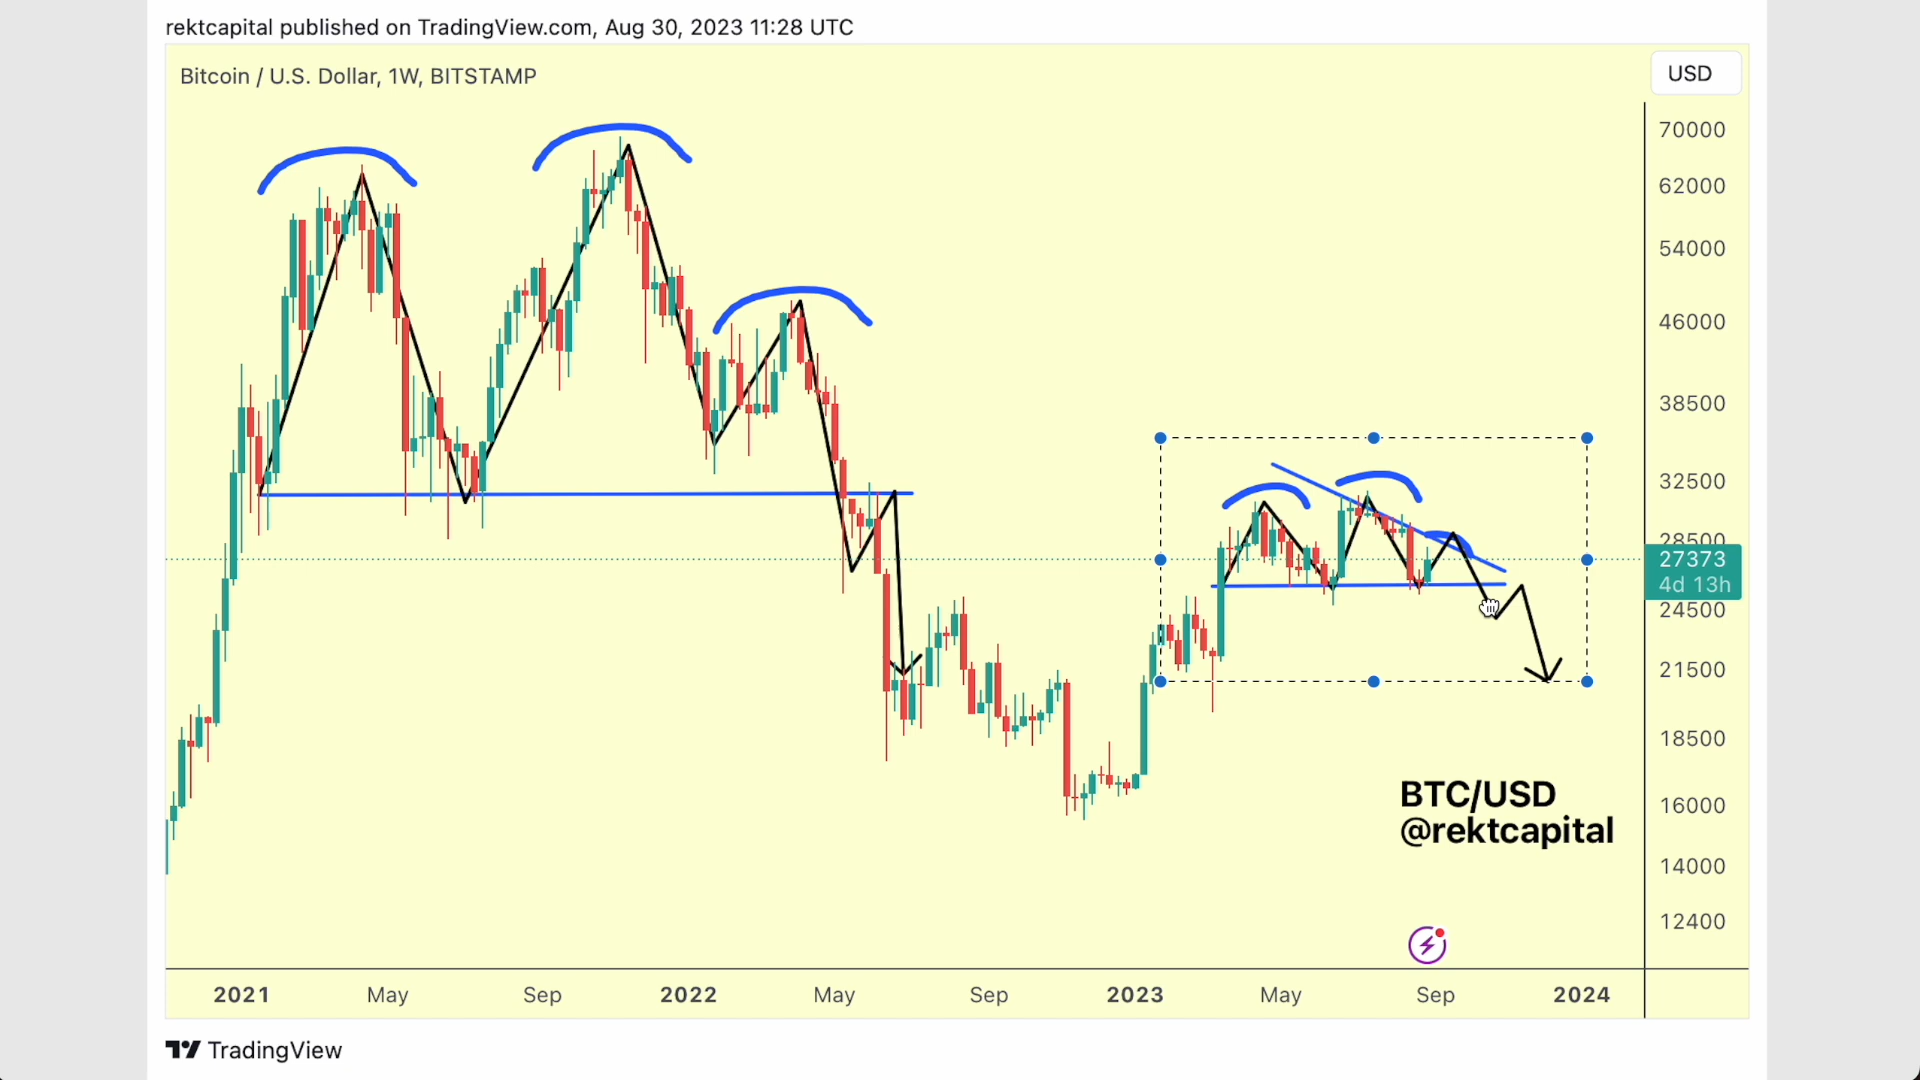 rektcapital published on TradingView.com, Aug 30, 2023 11:28 UTC
Bitcoin / U.S. Dollar, 1W, BITSTAMP
USD
70000
62000
54000
46000
38500
32500
28500
27373
4d 13h
24500
21500
18500
BTC/USD
@rektcapital
16000
14000
12400
2021 May Sep 2022 May Sep 2023 May Sep 2024
TradingView